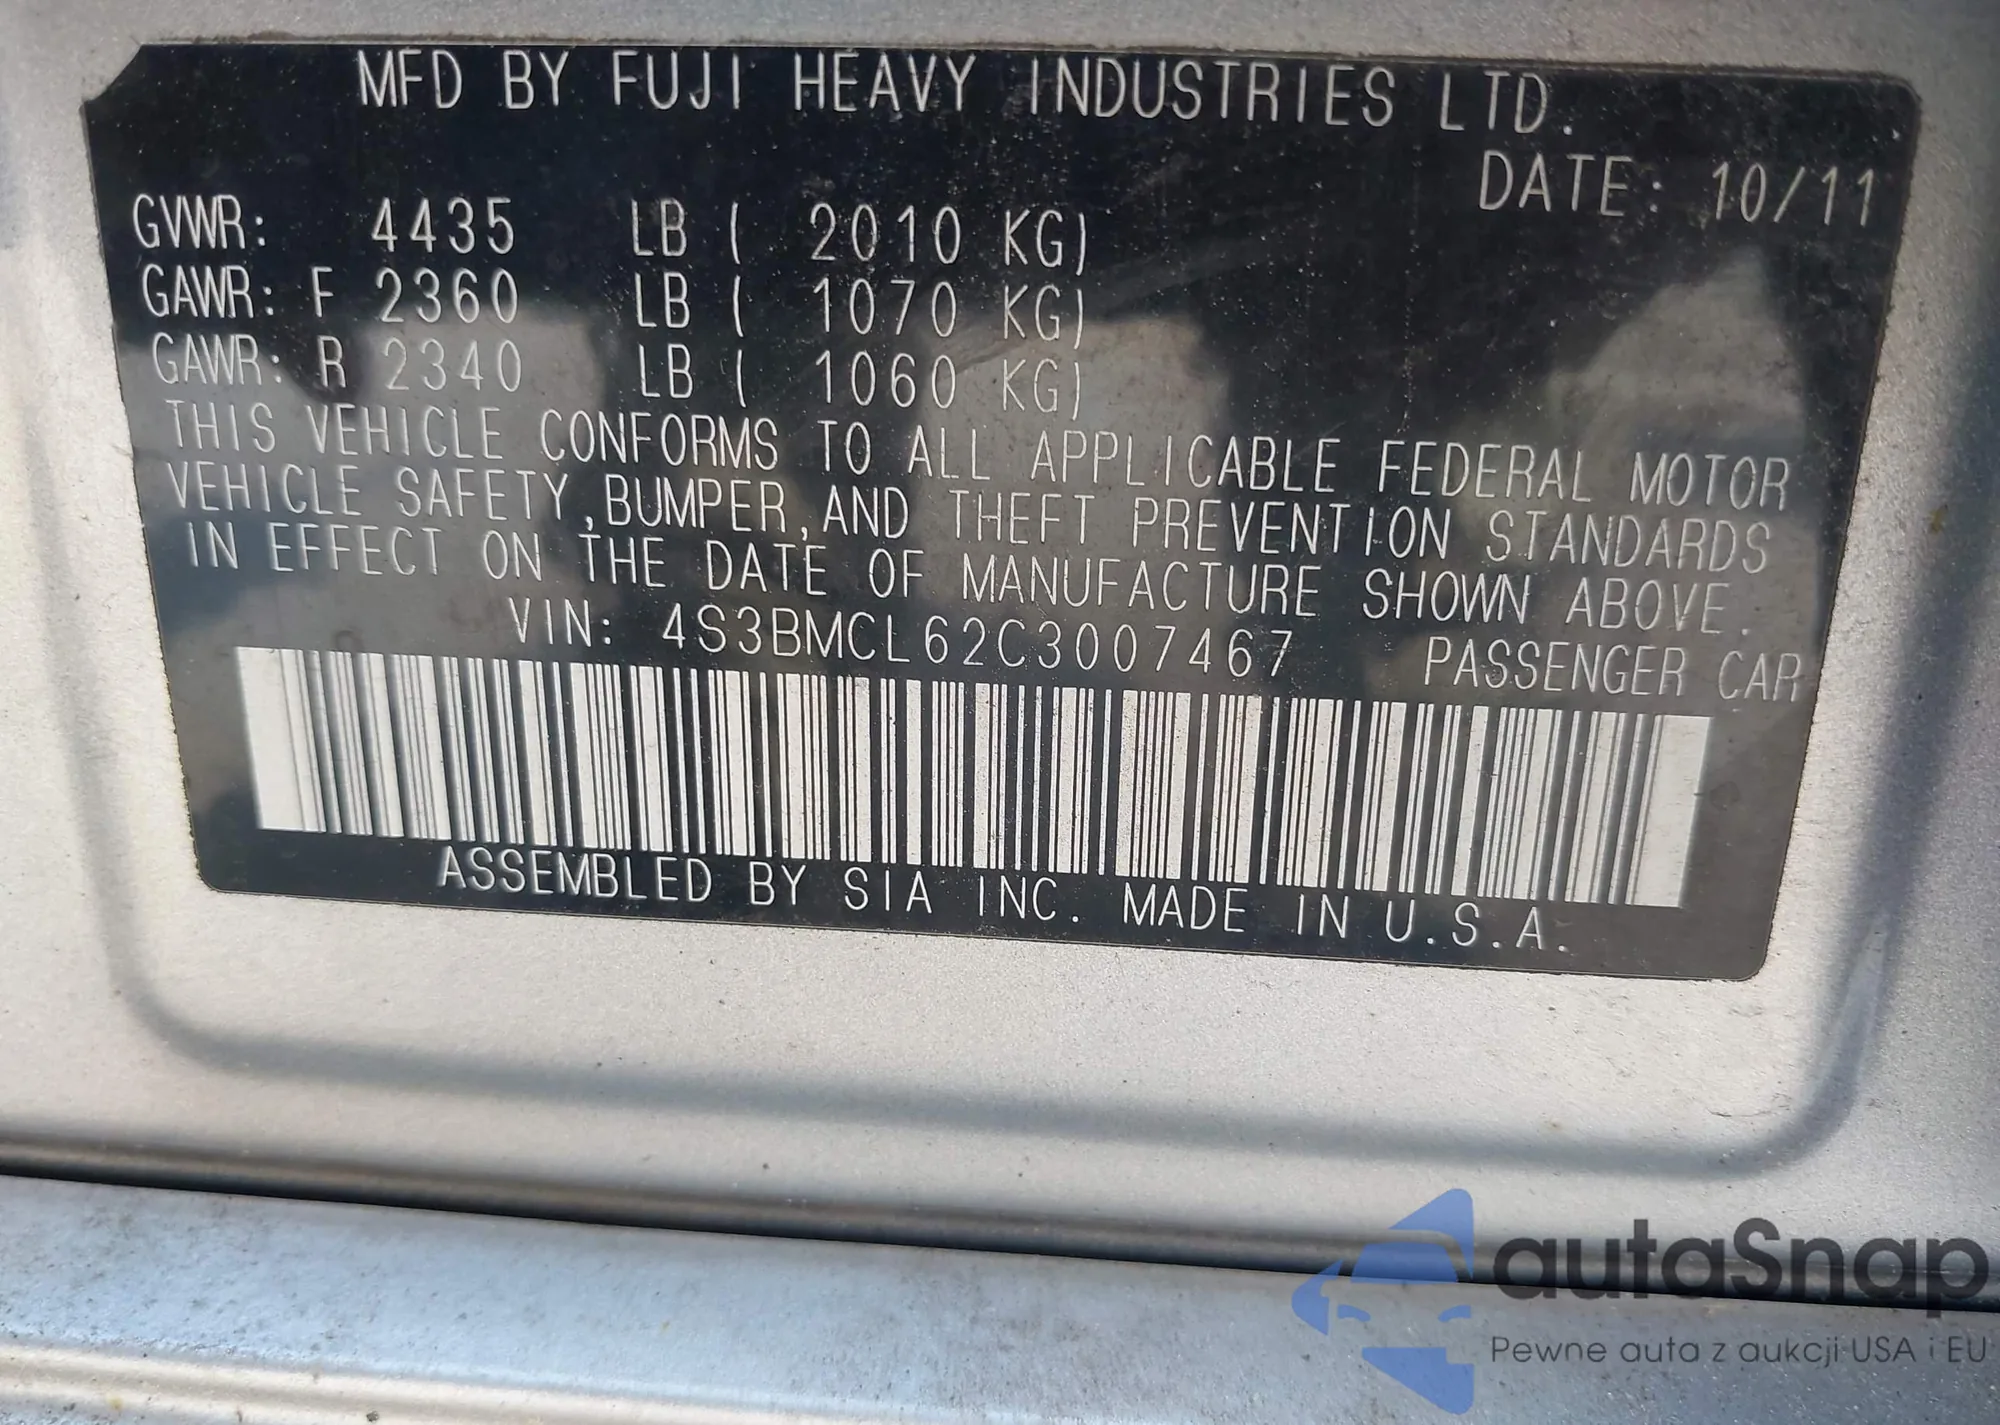 MFD BY FUJI HEAVY INDUSTRIES LTD.
DATE: 10/11
GVWR: 4435 LB ( 2010 KG)
GAWR: F 2360 LB ( 1070 KG)
GAWR: R 2340 LB ( 1060 KG)
THIS VEHICLE CONFORMS TO ALL APPLICABLE FEDERAL MOTOR
VEHICLE SAFETY, BUMPER, AND THEFT PREVENTION STANDARDS
IN EFFECT ON THE DATE OF MANUFACTURE SHOWN ABOVE.
VIN: 4S3BMCL62C3007467 PASSENGER CAR
ASSEMBLED BY SIA INC. MADE IN U.S.A.
autoSnap
Pewne auta z aukcji USA i EU